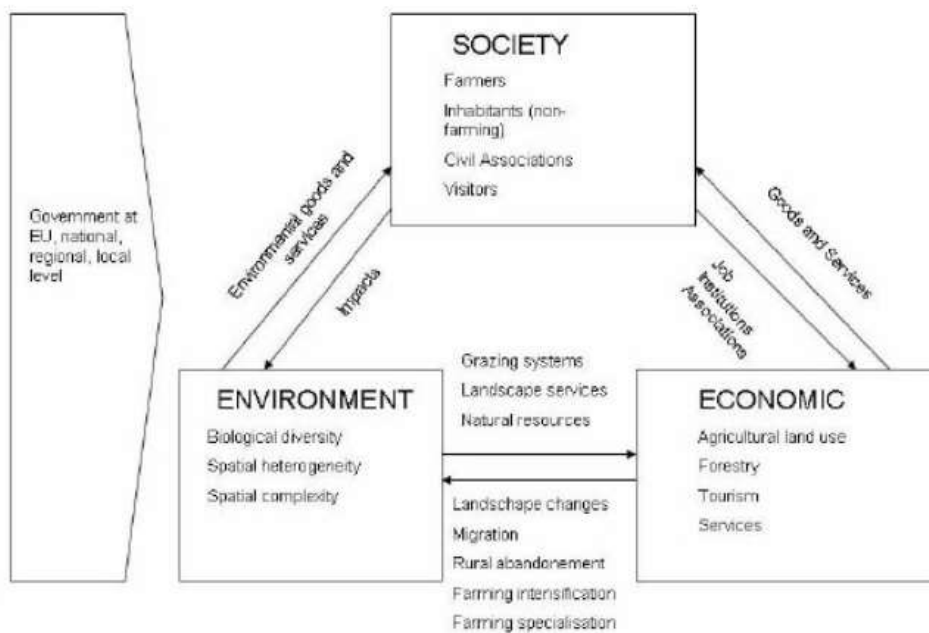 SOCIETY
Farmers
Inhabitants (non-
farming)
Civil Associations
Visitors
Government at
EU, national,
regional, local
level
Environmental goods and
services
Impacts
Goods and Services
Job
Institutions
Associations
Grazing systems
Landscape services
Natural resources
ENVIRONMENT
Biological diversity
Spatial heterogeneity
Spatial complexity
ECONOMIC
Agricultural land use
Forestry
Tourism
Services
Landschape changes
Migration
Rural abandonement
Farming intensification
Farming specialisation